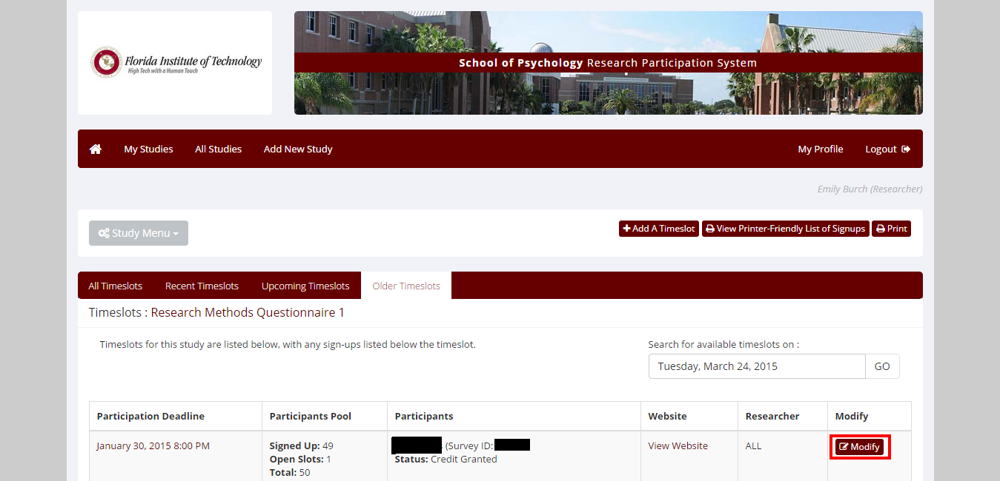 Florida Institute of Technology
High Tech with a Human Touch
School of Psychology Research Participation System
My Studies All Studies Add New Study My Profile Logout
Emily Burch (Researcher)
Study Menu Add A Timeslot View Printer-Friendly List of Signups Print
All Timeslots Recent Timeslots Upcoming Timeslots Older Timeslots
Timeslots : Research Methods Questionnaire 1
Timeslots for this study are listed below, with any sign-ups listed below the timeslot. Search for available timeslots on :
Tuesday, March 24, 2015 GO
Participation Deadline Participants Pool Participants Website Researcher Modify
January 30, 2015 8:00 PM Signed Up: 49 (Survey ID: View Website ALL Modify
Open Slots: 1 Status: Credit Granted
Total: 50